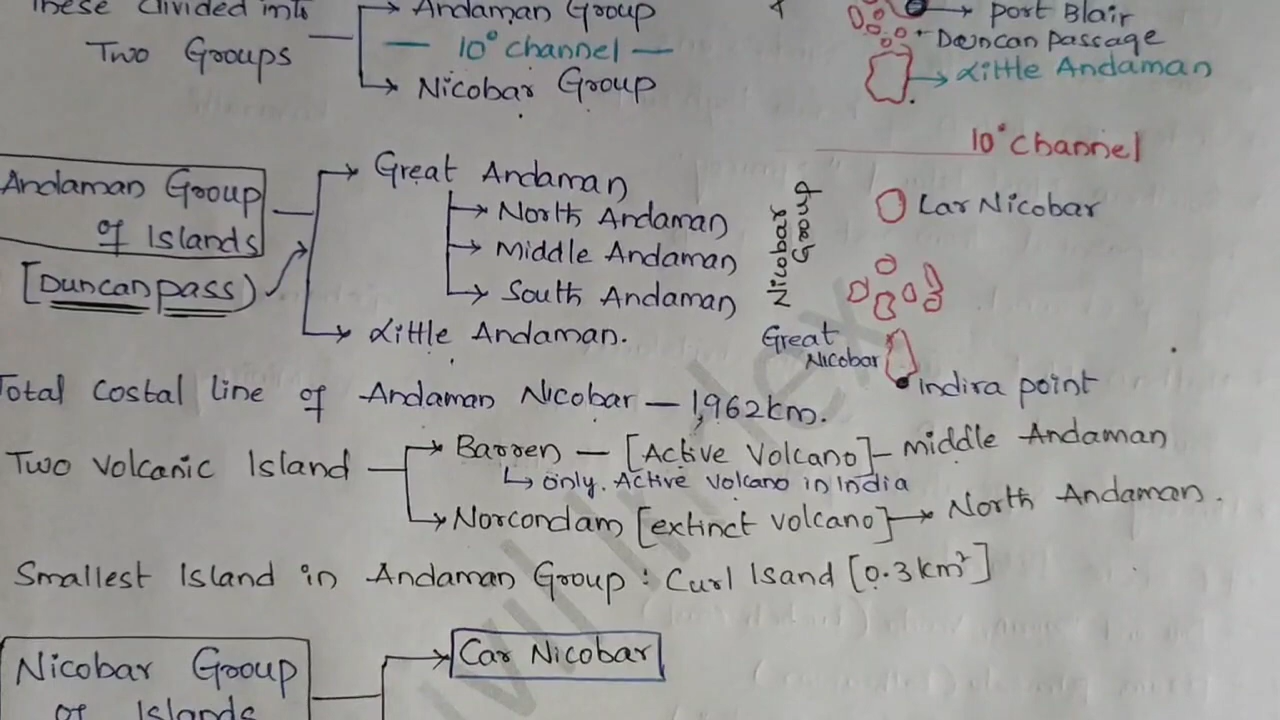 These divided into
Two Groups
Andaman Group
— 10° channel —
Nicobar Group
Port Blair
Duncan passage
Little Andaman
10° channel
Car Nicobar
Nicobar
Group
Great
Nicobar
Indira point
Andaman Group
of Islands
[Duncan pass)
Great Andaman
North Andaman
Middle Andaman
South Andaman
Little Andaman.
Total costal line of Andaman Nicobar — 1,962km.
Two volcanic Island
Barren — [Active Volcano] — middle Andaman
only. Active volcano in India
Norcondam [extinct volcano] → North Andaman.
Smallest Island in Andaman Group : Curl Isand [0.3km²]
Nicobar Group
of Islands
Car Nicobar